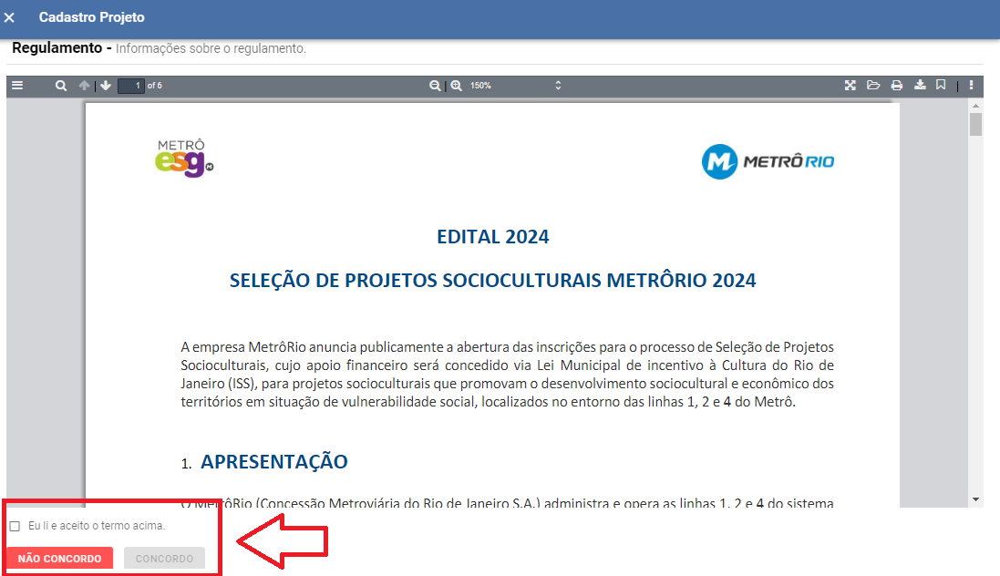 Cadastro Projeto
Regulamento - Informações sobre o regulamento.
1 of 6
150%
METRÔ
esg
METRÔ RIO
EDITAL 2024
SELEÇÃO DE PROJETOS SOCIOCULTURAIS METRÔRIO 2024
A empresa MetrôRio anuncia publicamente a abertura das inscrições para o processo de Seleção de Projetos
Socioculturais, cujo apoio financeiro será concedido via Lei Municipal de incentivo à Cultura do Rio de
Janeiro (ISS), para projetos socioculturais que promovam o desenvolvimento sociocultural e econômico dos
territórios em situação de vulnerabilidade social, localizados no entorno das linhas 1, 2 e 4 do Metrô.
1. APRESENTAÇÃO
O MetrôRio (Concessão Metroviária do Rio de Janeiro S.A.) administra e opera as linhas 1, 2 e 4 do sistema
Eu li e aceito o termo acima.
NÃO CONCORDO
CONCORDO